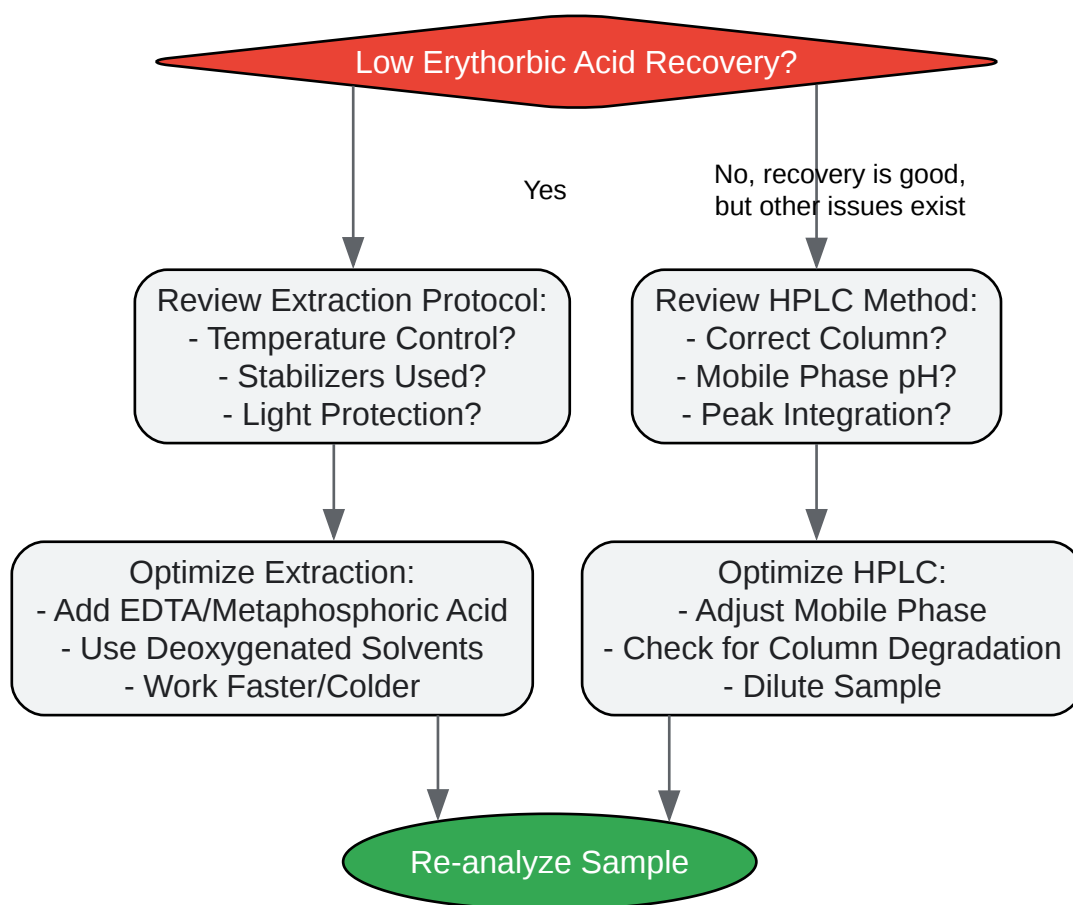 Low Erythorbic Acid Recovery?
Yes
No, recovery is good,
but other issues exist
Review Extraction Protocol:
- Temperature Control?
- Stabilizers Used?
- Light Protection?
Review HPLC Method:
- Correct Column?
- Mobile Phase pH?
- Peak Integration?
Optimize Extraction:
- Add EDTA/Metaphosphoric Acid
- Use Deoxygenated Solvents
- Work Faster/Colder
Optimize HPLC:
- Adjust Mobile Phase
- Check for Column Degradation
- Dilute Sample
Re-analyze Sample